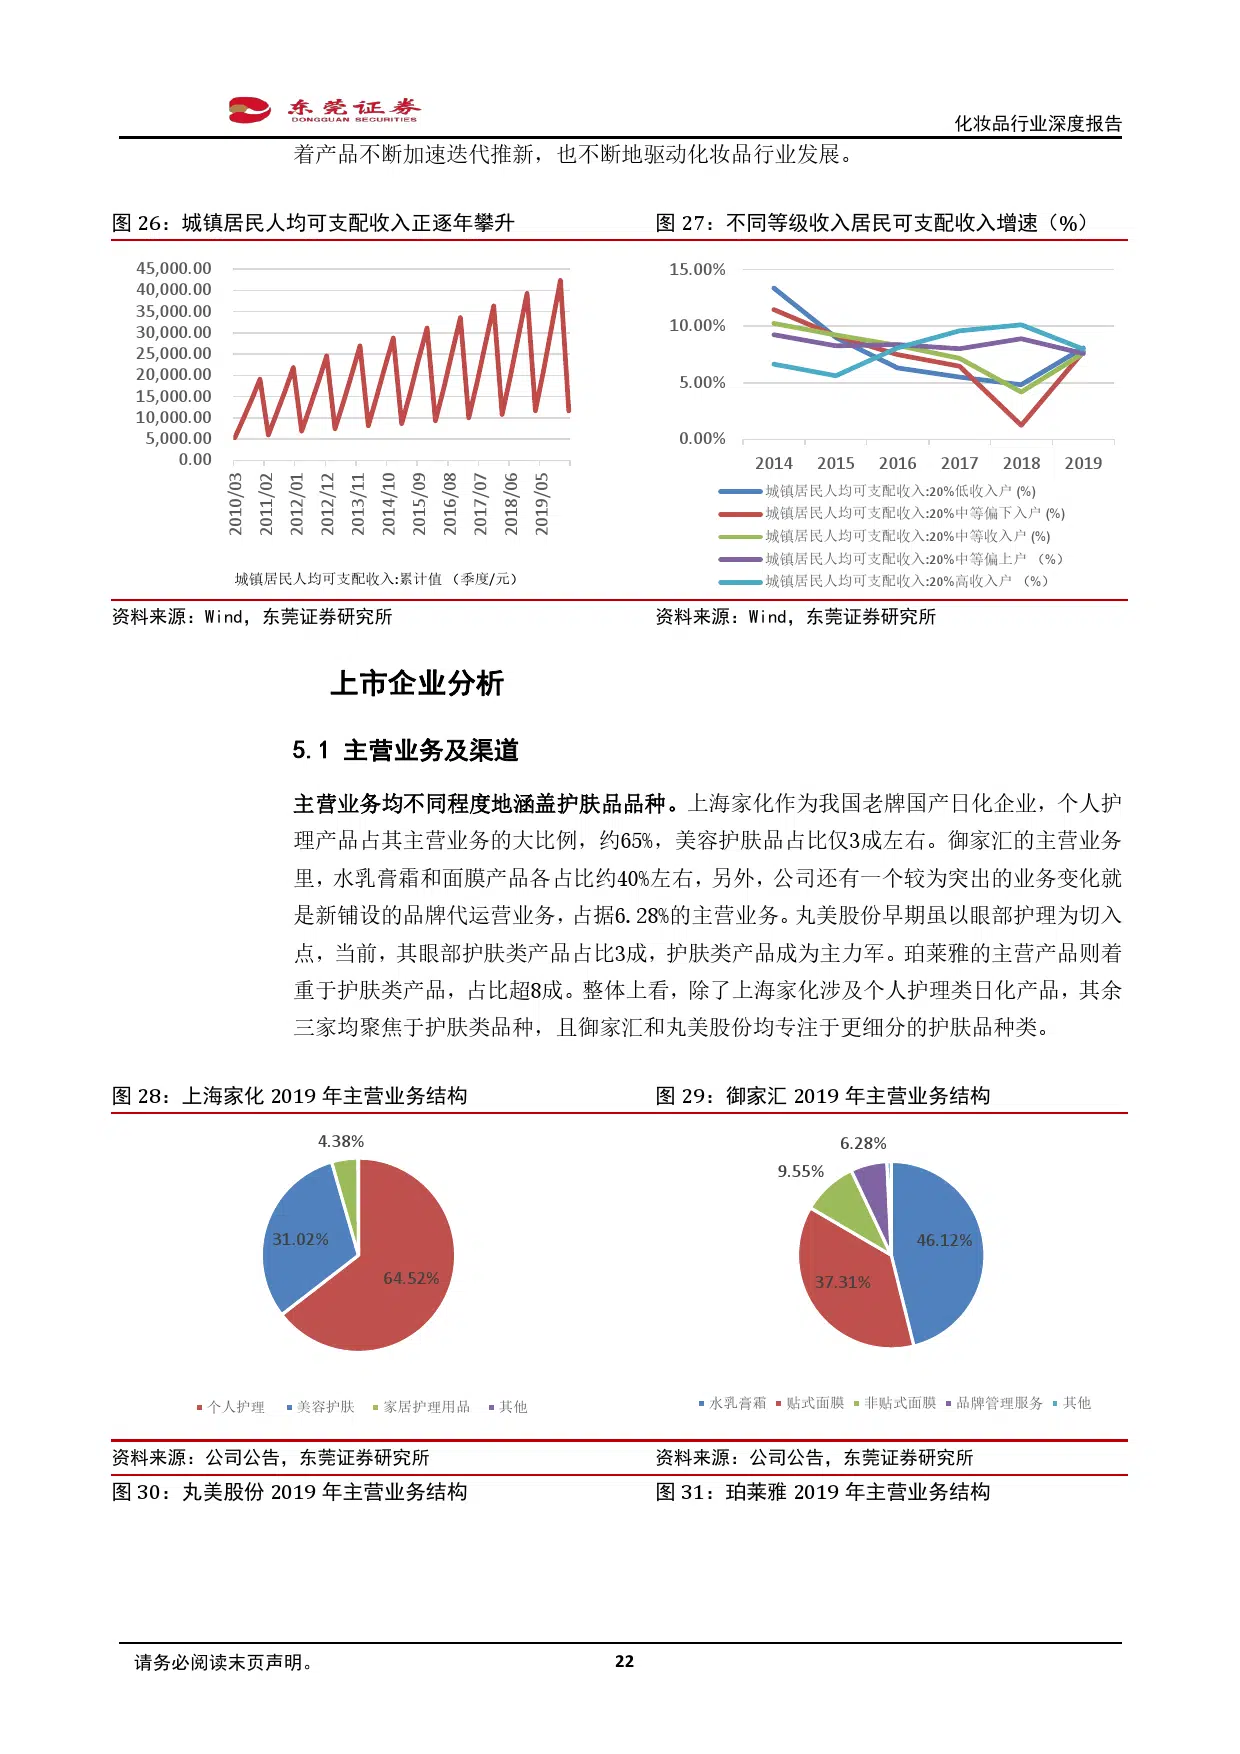 东莞证券
DONGGUAN SECURITIES
化妆品行业深度报告
着产品不断加速迭代推新，也不断地驱动化妆品行业发展。
图 26：城镇居民人均可支配收入正逐年攀升
45,000.00
40,000.00
35,000.00
30,000.00
25,000.00
20,000.00
15,000.00
10,000.00
5,000.00
0.00
2010/03
2011/02
2012/01
2012/12
2013/11
2014/10
2015/09
2016/08
2017/07
2018/06
2019/05
城镇居民人均可支配收入:累计值 （季度/元）
资料来源：Wind，东莞证券研究所
图 27：不同等级收入居民可支配收入增速（%）
15.00%
10.00%
5.00%
0.00%
2014 2015 2016 2017 2018 2019
城镇居民人均可支配收入:20%低收入户 (%)
城镇居民人均可支配收入:20%中等偏下入户 (%)
城镇居民人均可支配收入:20%中等收入户 (%)
城镇居民人均可支配收入:20%中等偏上户 （%）
城镇居民人均可支配收入:20%高收入户 （%）
资料来源：Wind，东莞证券研究所
上市企业分析
5.1 主营业务及渠道
主营业务均不同程度地涵盖护肤品品种。上海家化作为我国老牌国产日化企业，个人护
理产品占其主营业务的大比例，约65%，美容护肤品占比仅3成左右。御家汇的主营业务
里，水乳膏霜和面膜产品各占比约40%左右，另外，公司还有一个较为突出的业务变化就
是新铺设的品牌代运营业务，占据6.28%的主营业务。丸美股份早期虽以眼部护理为切入
点，当前，其眼部护肤类产品占比3成，护肤类产品成为主力军。珀莱雅的主营产品则着
重于护肤类产品，占比超8成。整体上看，除了上海家化涉及个人护理类日化产品，其余
三家均聚焦于护肤类品种，且御家汇和丸美股份均专注于更细分的护肤品种类。
图 28：上海家化 2019 年主营业务结构
4.38%
31.02%
64.52%
个人护理 美容护肤 家居护理用品 其他
资料来源：公司公告，东莞证券研究所
图 29：御家汇 2019 年主营业务结构
6.28%
9.55%
46.12%
37.31%
水乳膏霜 贴式面膜 非贴式面膜 品牌管理服务 其他
资料来源：公司公告，东莞证券研究所
图 30：丸美股份 2019 年主营业务结构
图 31：珀莱雅 2019 年主营业务结构
请务必阅读末页声明。
22